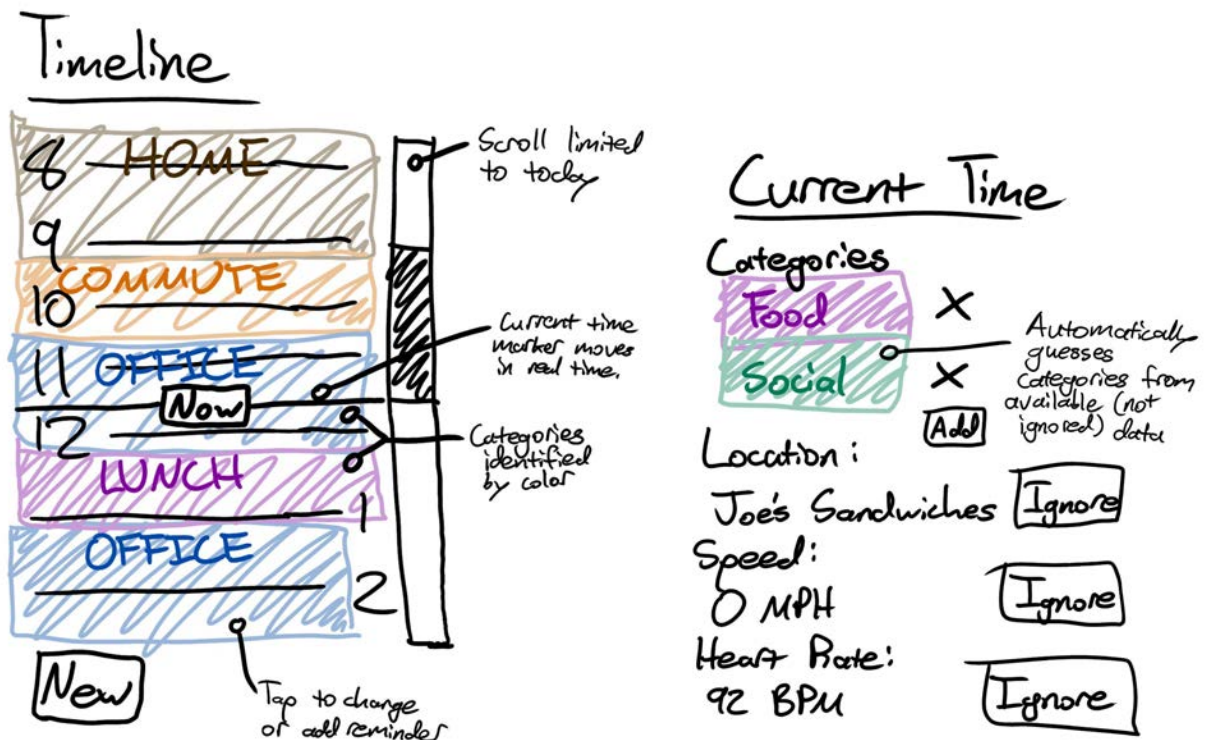 Timeline
8 HOME
9
COMMUTE
10
11 OFFICE
Now
12
LUNCH
1
OFFICE
2
New
Scroll limited
to today
Current time
marker moves
in real time.
Categories
identified
by color
Tap to change
or add reminder
Current Time
Categories
Food X
Social X
Add
Automatically
guesses
categories from
available (not
ignored) data
Location:
Joe's Sandwiches Ignore
Speed:
0 MPH Ignore
Heart Rate:
92 BPM Ignore